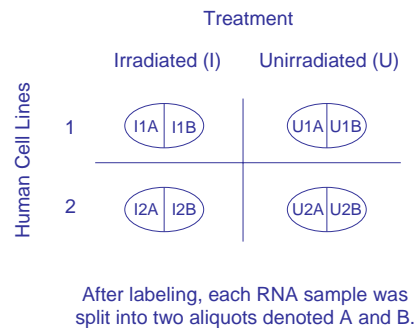 Treatment
Irradiated (I) Unirradiated (U)
Human Cell Lines
1 I1A I1B U1A U1B
2 I2A I2B U2A U2B
After labeling, each RNA sample was
split into two aliquots denoted A and B.